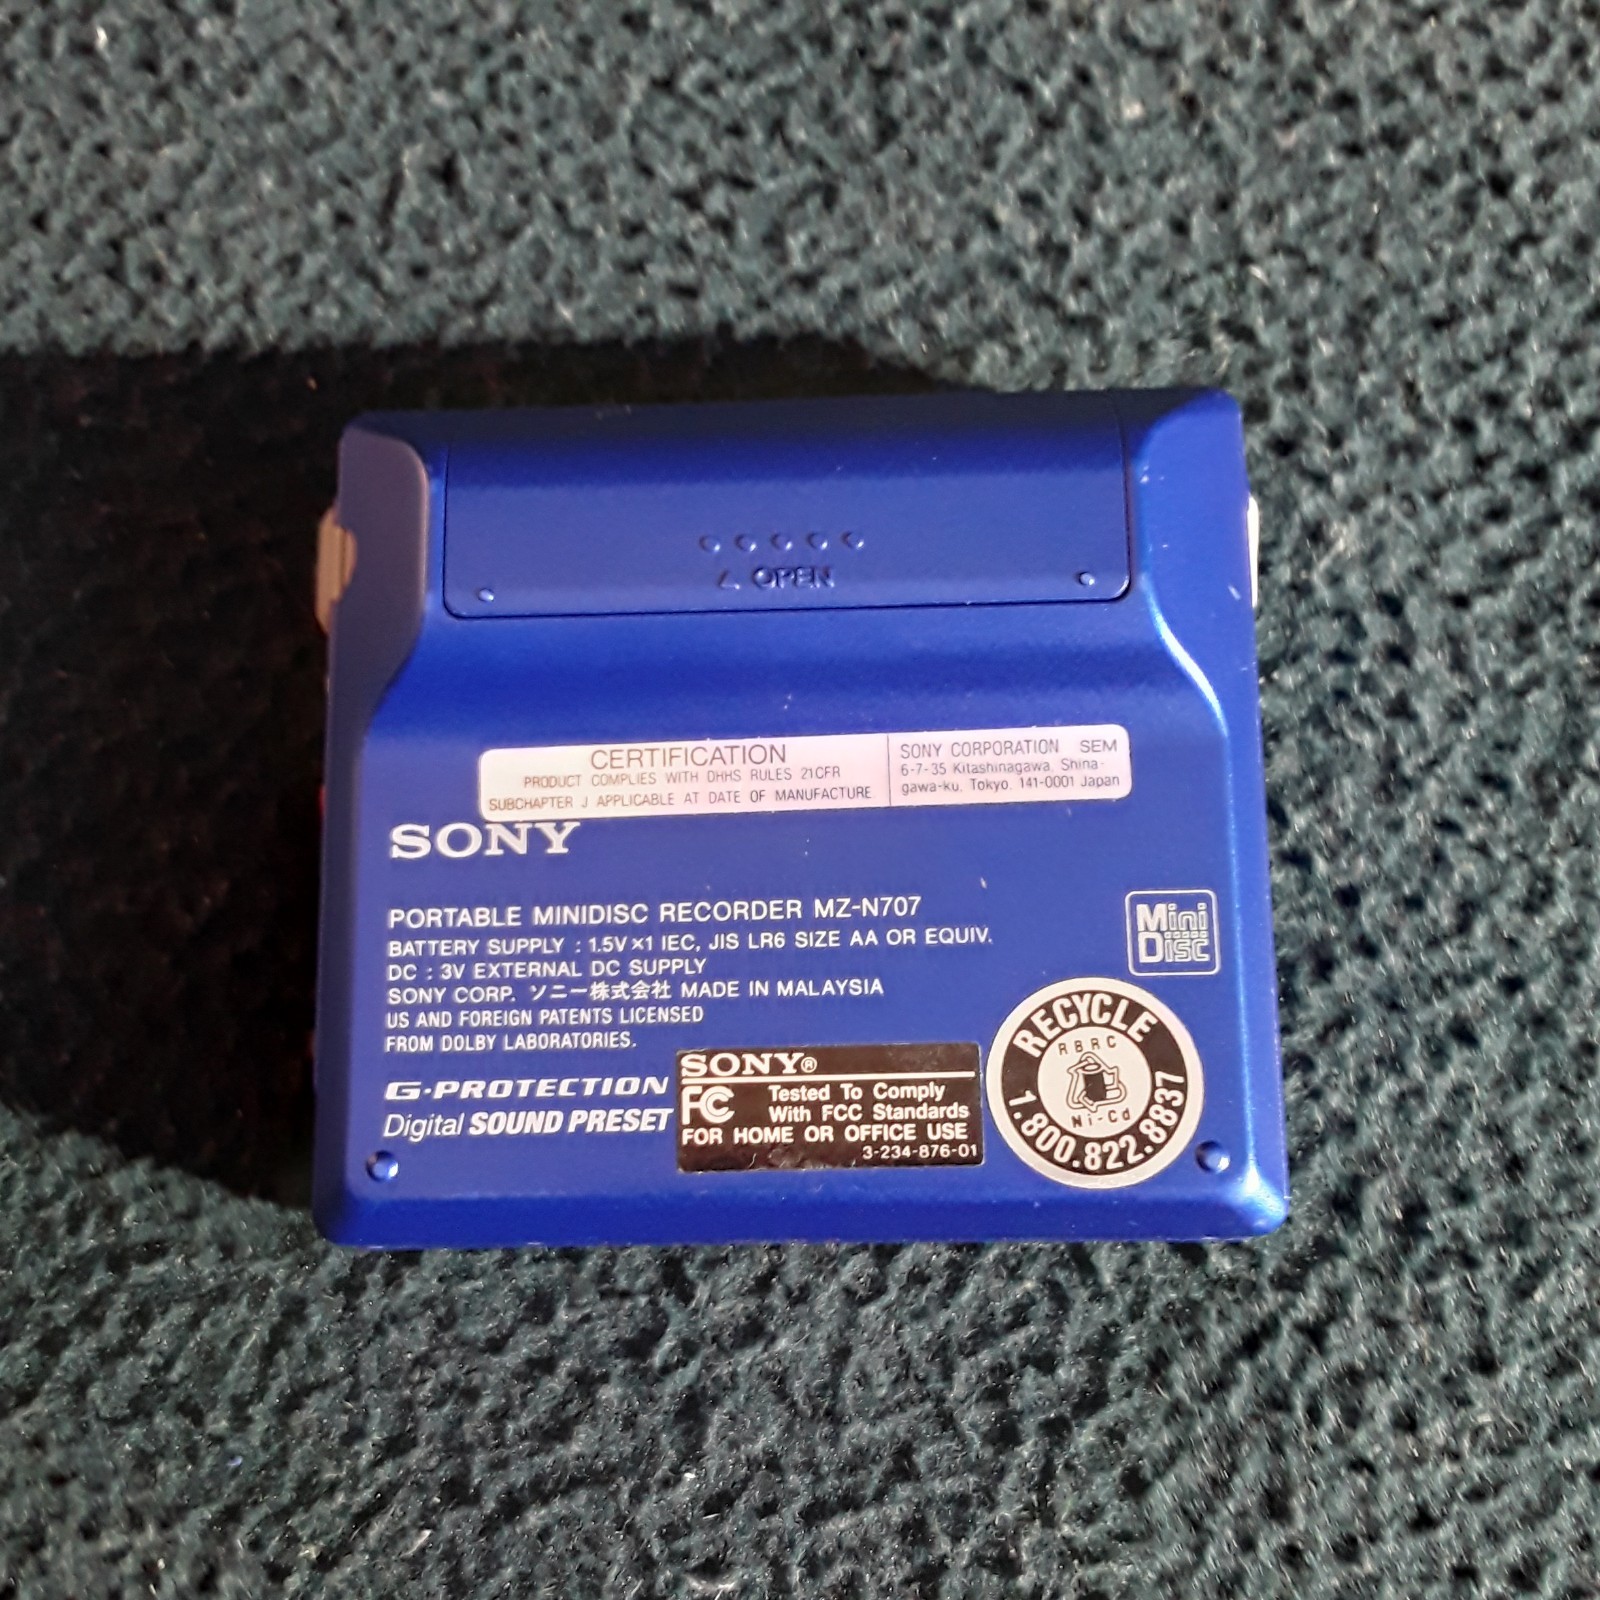 △ OPEN
CERTIFICATION
PRODUCT COMPLIES WITH DHHS RULES 21CFR
SUBCHAPTER J APPLICABLE AT DATE OF MANUFACTURE.
SONY CORPORATION SEM
6-7-35 Kitashinagawa, Shina-
gawa-ku, Tokyo, 141-0001 Japan
SONY
PORTABLE MINIDISC RECORDER MZ-N707
BATTERY SUPPLY : 1.5V×1 IEC, JIS LR6 SIZE AA OR EQUIV.
DC : 3V EXTERNAL DC SUPPLY
SONY CORP. ソニー株式会社 MADE IN MALAYSIA
US AND FOREIGN PATENTS LICENSED
FROM DOLBY LABORATORIES.
Mini
Disc
G·PROTECTION
Digital SOUND PRESET
SONY®
FC Tested To Comply
With FCC Standards
FOR HOME OR OFFICE USE
3-234-876-01
RECYCLE
RBRC
Ni-Cd
1.800.822.8837